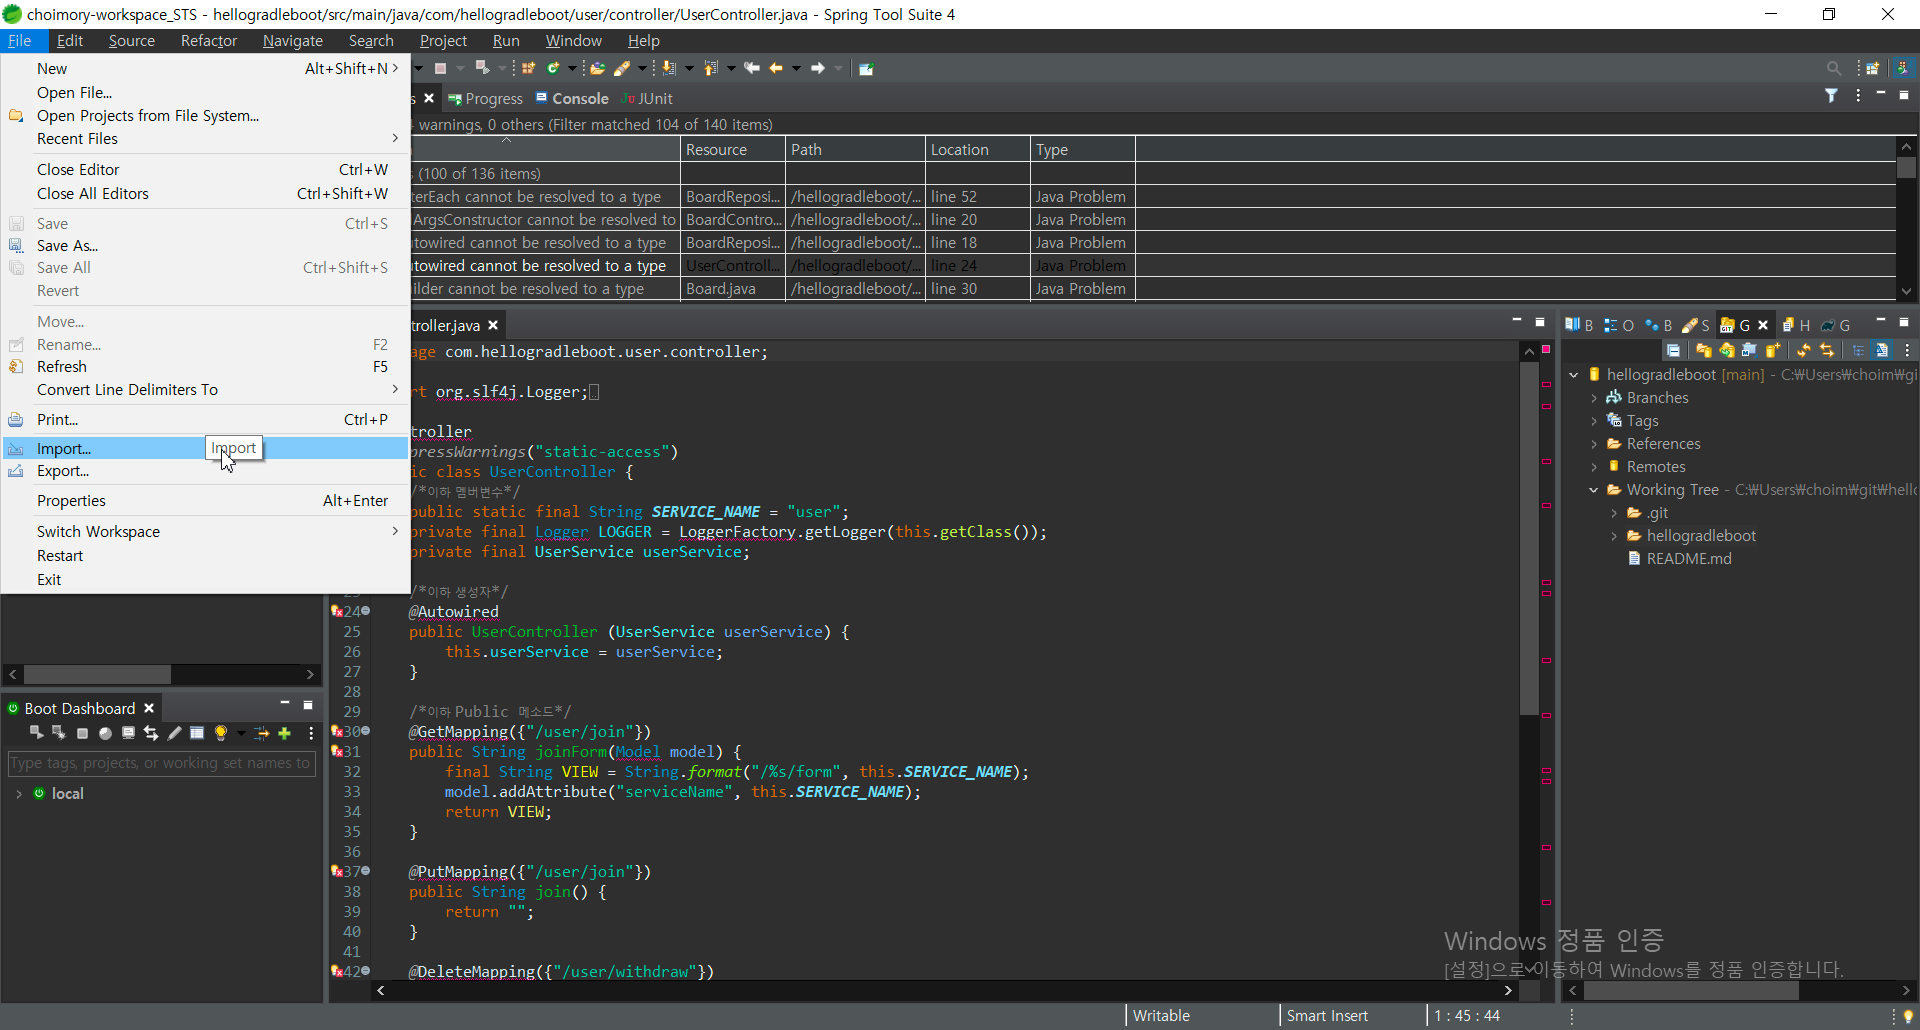 choimory-workspace_STS - hellogradleboot/src/main/java/com/hellogradleboot/user/controller/UserController.java - Spring Tool Suite 4
File Edit Source Refactor Navigate Search Project Run Window Help
New Alt+Shift+N >
Open File...
Open Projects from File System...
Recent Files >
Close Editor Ctrl+W
Close All Editors Ctrl+Shift+W
Save Ctrl+S
Save As...
Save All Ctrl+Shift+S
Revert
Move...
Rename... F2
Refresh F5
Convert Line Delimiters To >
Print... Ctrl+P
Import... Import
Export...
Properties Alt+Enter
Switch Workspace >
Restart
Exit
s Progress Console JUnit
warnings, 0 others (Filter matched 104 of 140 items)
Resource Path Location Type
(100 of 136 items)
terEach cannot be resolved to a type BoardReposi... /hellogradleboot/... line 52 Java Problem
ArgsConstructor cannot be resolved to BoardContro... /hellogradleboot/... line 20 Java Problem
towired cannot be resolved to a type BoardReposi... /hellogradleboot/... line 18 Java Problem
towired cannot be resolved to a type UserControll... /hellogradleboot/... line 24 Java Problem
ilder cannot be resolved to a type Board.java /hellogradleboot/... line 30 Java Problem
troller.java
age com.hellogradleboot.user.controller;
rt org.slf4j.Logger;
troller
pressWarnings("static-access")
ic class UserController {
/*이하 멤버변수*/
public static final String SERVICE_NAME = "user";
private final Logger LOGGER = LoggerFactory.getLogger(this.getClass());
private final UserService userService;
/*이하 생성자*/
24 @Autowired
25 public UserController (UserService userService) {
26 this.userService = userService;
27 }
28
29 /*이하 Public 메소드*/
30 @GetMapping({"/user/join"})
31 public String joinForm(Model model) {
32 final String VIEW = String.format("/%s/form", this.SERVICE_NAME);
33 model.addAttribute("serviceName", this.SERVICE_NAME);
34 return VIEW;
35 }
36
37 @PutMapping({"/user/join"})
38 public String join() {
39 return "";
40 }
41
42 @DeleteMapping({"/user/withdraw"})
Boot Dashboard
Type tags, projects, or working set names to
> local
B O B S G H G
hellogradleboot [main] - C:₩Users₩choim₩gi
Branches
Tags
References
Remotes
Working Tree - C:₩Users₩choim₩git₩hello
.git
hellogradleboot
README.md
Windows 정품 인증
[설정]으로 이동하여 Windows를 정품 인증합니다.
Writable Smart Insert 1 : 45 : 44